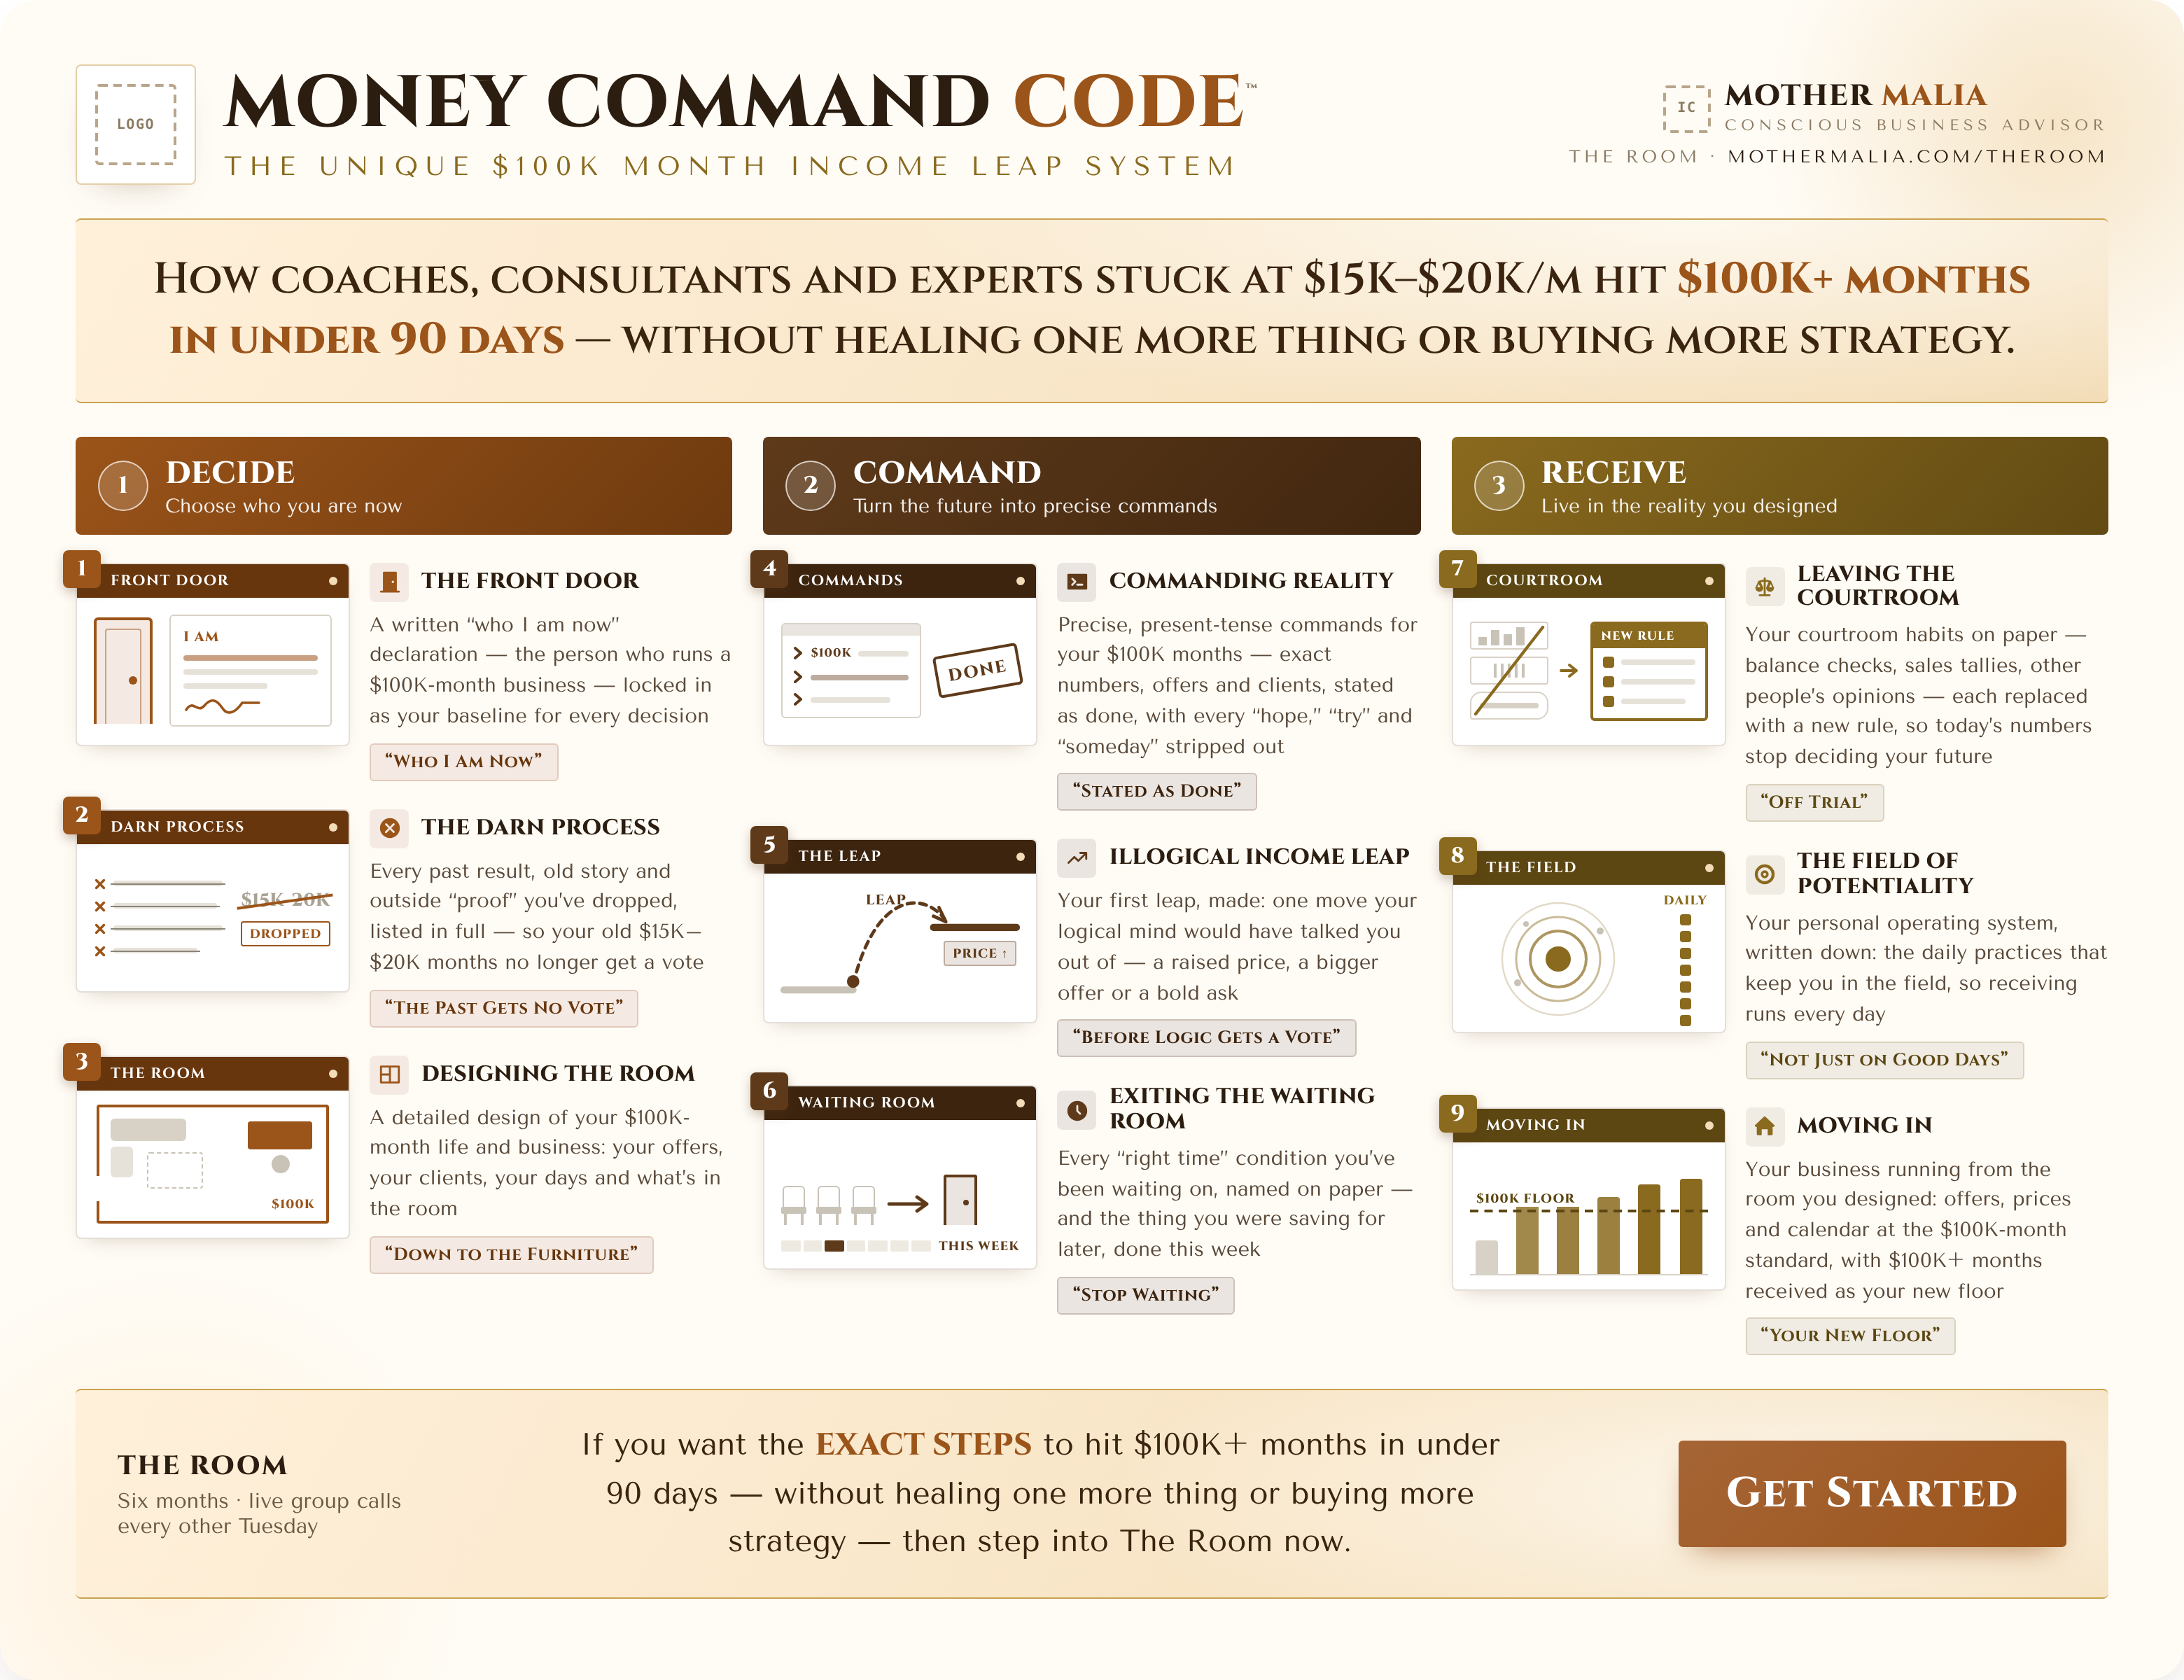 LOGO
MONEY COMMAND CODE™
THE UNIQUE $100K MONTH INCOME LEAP SYSTEM
IC
MOTHER MALIA
CONSCIOUS BUSINESS ADVISOR
THE ROOM · MOTHERMALIA.COM/THEROOM
HOW COACHES, CONSULTANTS AND EXPERTS STUCK AT $15K–$20K/M HIT $100K+ MONTHS
IN UNDER 90 DAYS — WITHOUT HEALING ONE MORE THING OR BUYING MORE STRATEGY.
1
DECIDE
Choose who you are now
1
FRONT DOOR
I AM
THE FRONT DOOR
A written “who I am now”
declaration — the person who runs a
$100K-month business — locked in
as your baseline for every decision
“Who I Am Now”
2
DARN PROCESS
$15K–20K
DROPPED
THE DARN PROCESS
Every past result, old story and
outside “proof” you’ve dropped,
listed in full — so your old $15K–
$20K months no longer get a vote
“The Past Gets No Vote”
3
THE ROOM
$100K
DESIGNING THE ROOM
A detailed design of your $100K-
month life and business: your offers,
your clients, your days and what’s in
the room
“Down to the Furniture”
2
COMMAND
Turn the future into precise commands
4
COMMANDS
$100K
DONE
COMMANDING REALITY
Precise, present-tense commands for
your $100K months — exact
numbers, offers and clients, stated
as done, with every “hope,” “try” and
“someday” stripped out
“Stated As Done”
5
THE LEAP
LEAP
PRICE ↑
ILLOGICAL INCOME LEAP
Your first leap, made: one move your
logical mind would have talked you
out of — a raised price, a bigger
offer or a bold ask
“Before Logic Gets a Vote”
6
WAITING ROOM
THIS WEEK
EXITING THE WAITING
ROOM
Every “right time” condition you’ve
been waiting on, named on paper —
and the thing you were saving for
later, done this week
“Stop Waiting”
3
RECEIVE
Live in the reality you designed
7
COURTROOM
NEW RULE
LEAVING THE
COURTROOM
Your courtroom habits on paper —
balance checks, sales tallies, other
people’s opinions — each replaced
with a new rule, so today’s numbers
stop deciding your future
“Off Trial”
8
THE FIELD
DAILY
THE FIELD OF
POTENTIALITY
Your personal operating system,
written down: the daily practices that
keep you in the field, so receiving
runs every day
“Not Just on Good Days”
9
MOVING IN
$100K FLOOR
MOVING IN
Your business running from the
room you designed: offers, prices
and calendar at the $100K-month
standard, with $100K+ months
received as your new floor
“Your New Floor”
THE ROOM
Six months · live group calls
every other Tuesday
If you want the EXACT STEPS to hit $100K+ months in under
90 days — without healing one more thing or buying more
strategy — then step into The Room now.
Get Started